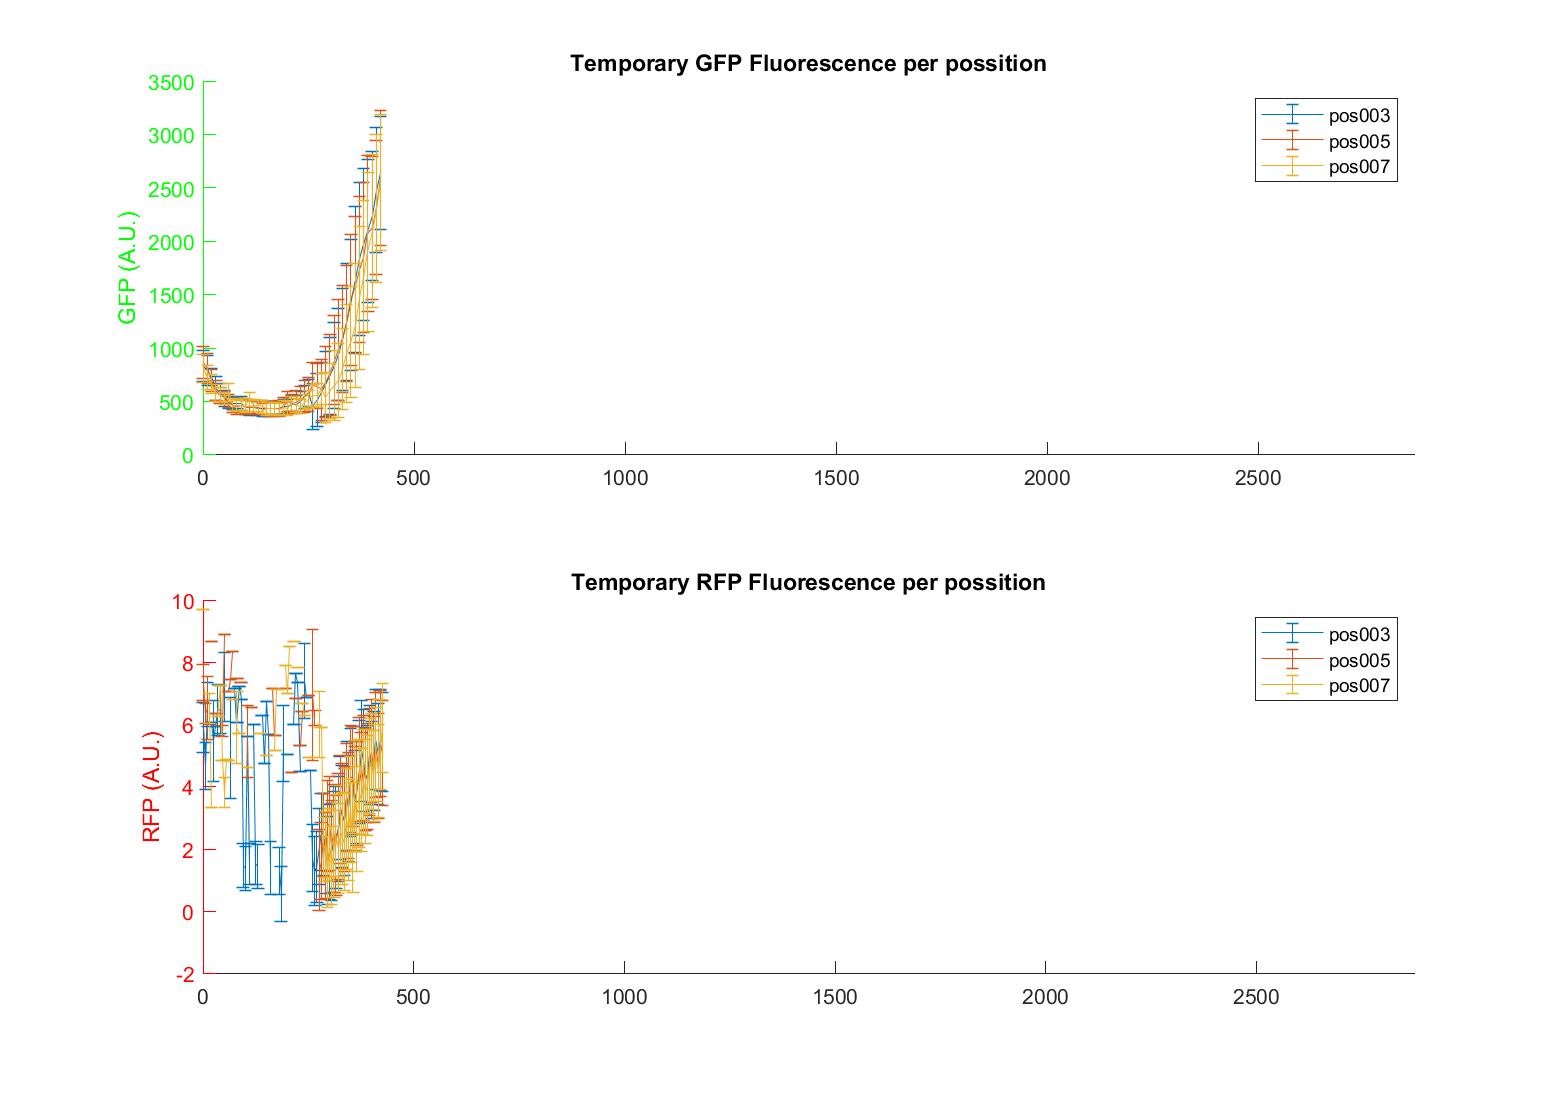 Temporary GFP Fluorescence per possition
3500
3000
2500
2000
1500
1000
500
0
GFP (A.U.)
0 500 1000 1500 2000 2500
pos003
pos005
pos007
Temporary RFP Fluorescence per possition
10
8
6
4
2
0
-2
RFP (A.U.)
0 500 1000 1500 2000 2500
pos003
pos005
pos007